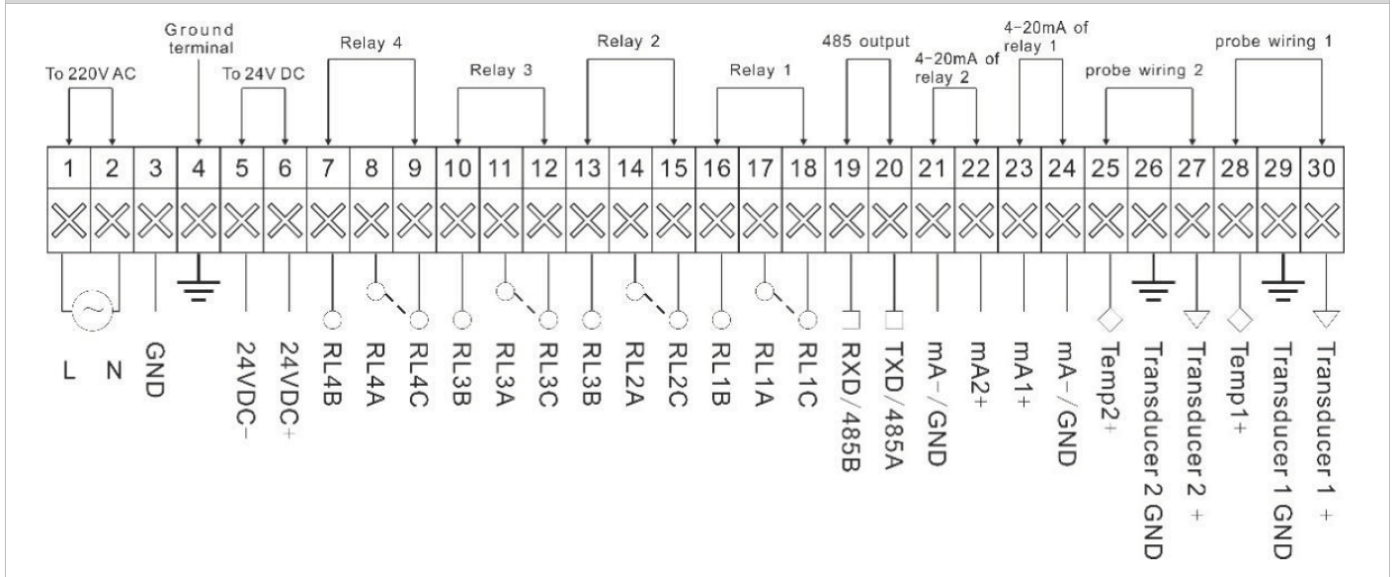 Ground
terminal
To 220V AC
To 24V DC
Relay 4
Relay 3
Relay 2
Relay 1
485 output
4-20mA of
relay 2
4-20mA of
relay 1
probe wiring 2
probe wiring 1
1 2 3 4 5 6 7 8 9 10 11 12 13 14 15 16 17 18 19 20 21 22 23 24 25 26 27 28 29 30
L
N
GND
24VDC-
24VDC+
RL4B
RL4A
RL4C
RL3B
RL3A
RL3C
RL3B
RL2A
RL2C
RL1B
RL1A
RL1C
RXD/485B
TXD/485A
mA-/GND
mA2+
mA1+
mA-/GND
Temp2+
Transducer 2 GND
Transducer 2 +
Temp1+
Transducer 1 GND
Transducer 1 +